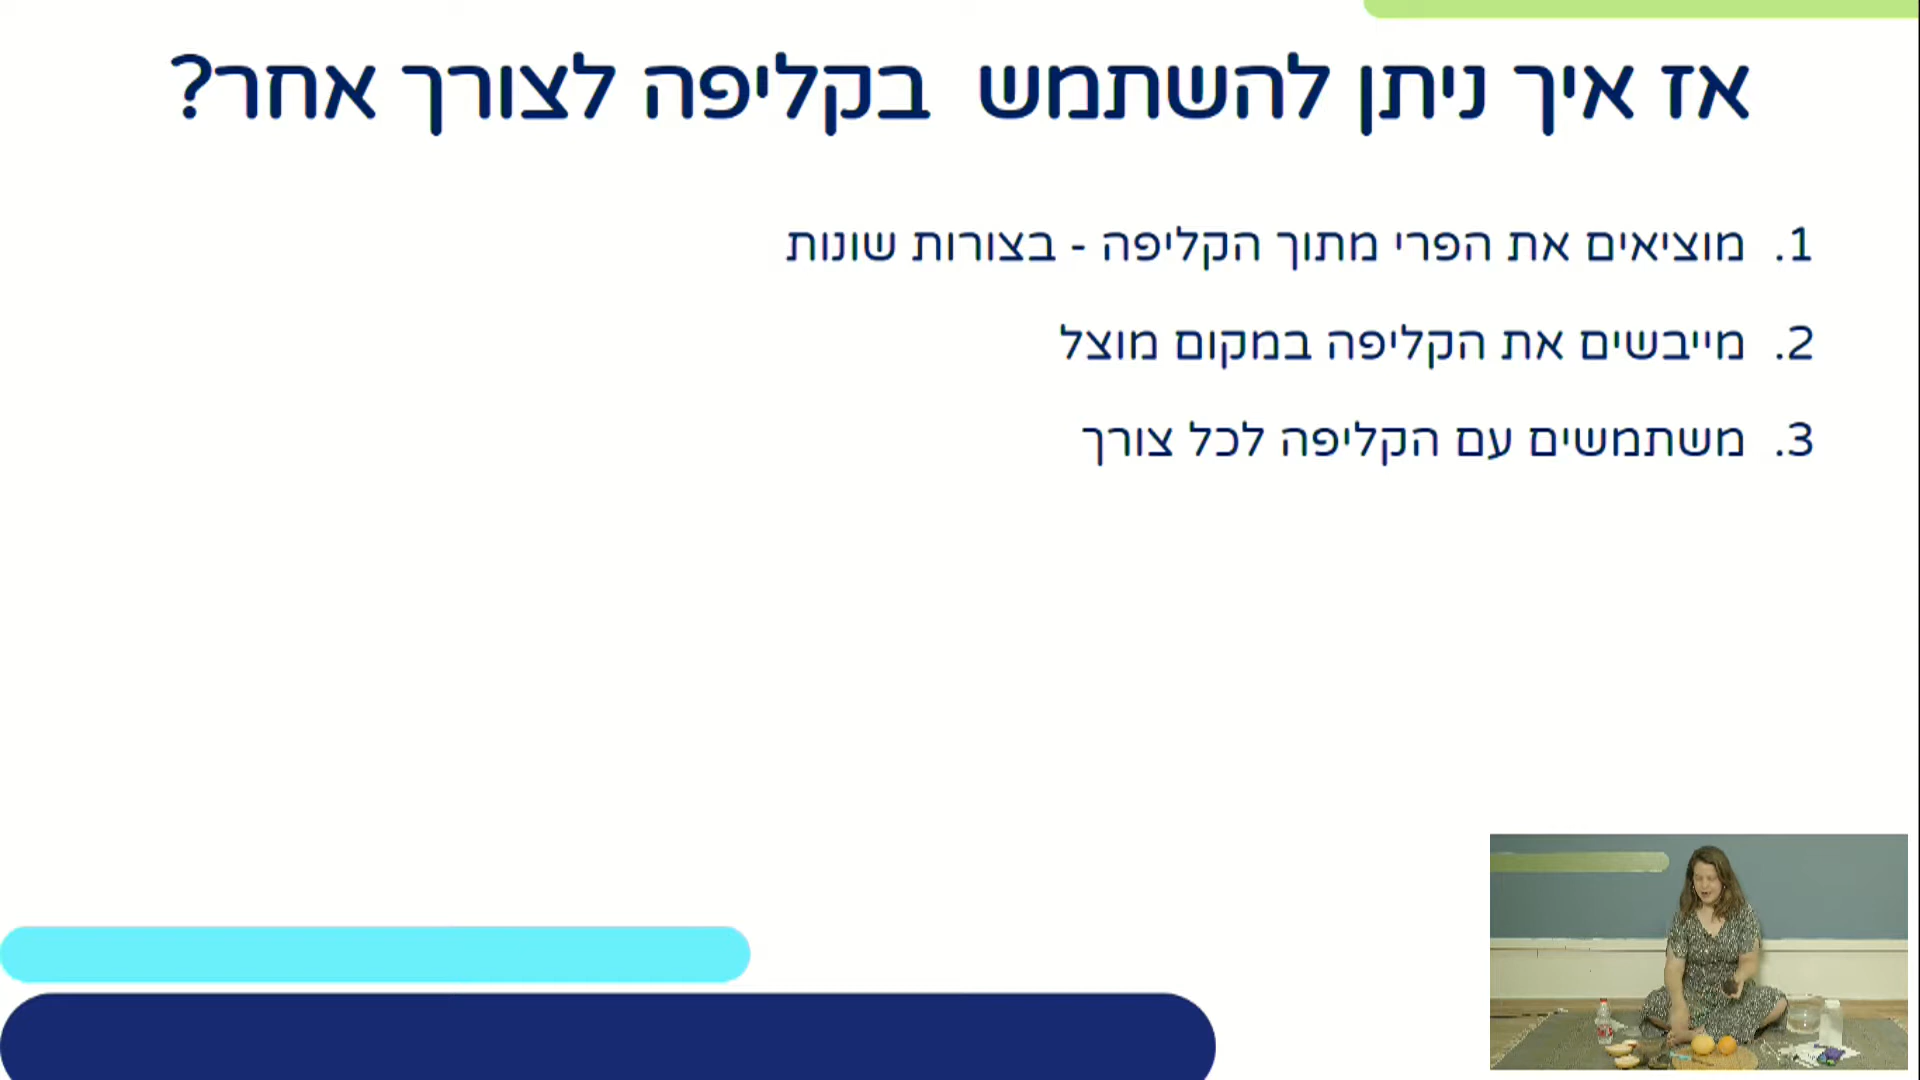 אז איך ניתן להשתמש בקליפה לצורך אחר?
1. מוציאים את הפרי מתוך הקליפה - בצורות שונות
2. מייבשים את הקליפה במקום מוצל
3. משתמשים עם הקליפה לכל צורך